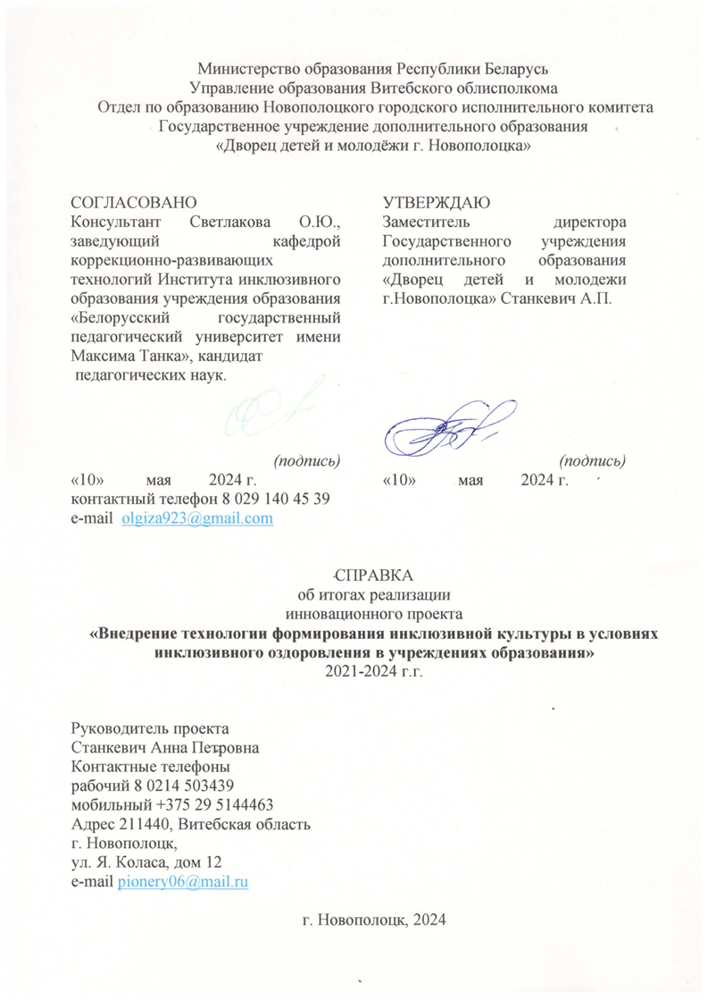 Министерство образования Республики Беларусь
Управление образования Витебского облисполкома
Отдел по образованию Новополоцкого городского исполнительного комитета
Государственное учреждение дополнительного образования
«Дворец детей и молодёжи г. Новополоцка»
СОГЛАСОВАНО
Консультант Светлакова О.Ю.,
заведующий кафедрой
коррекционно-развивающих
технологий Института инклюзивного
образования учреждения образования
«Белорусский государственный
педагогический университет имени
Максима Танка», кандидат
педагогических наук.
(подпись)
«10» мая 2024 г.
контактный телефон 8 029 140 45 39
e-mail olgiza923@gmail.com
УТВЕРЖДАЮ
Заместитель директора
Государственного учреждения
дополнительного образования
«Дворец детей и молодежи
г.Новополоцка» Станкевич А.П.
(подпись)
«10» мая 2024 г.
СПРАВКА
об итогах реализации
инновационного проекта
«Внедрение технологии формирования инклюзивной культуры в условиях
инклюзивного оздоровления в учреждениях образования»
2021-2024 г.г.
Руководитель проекта
Станкевич Анна Петровна
Контактные телефоны
рабочий 8 0214 503439
мобильный +375 29 5144463
Адрес 211440, Витебская область
г. Новополоцк,
ул. Я. Коласа, дом 12
e-mail pionery06@mail.ru
г. Новополоцк, 2024